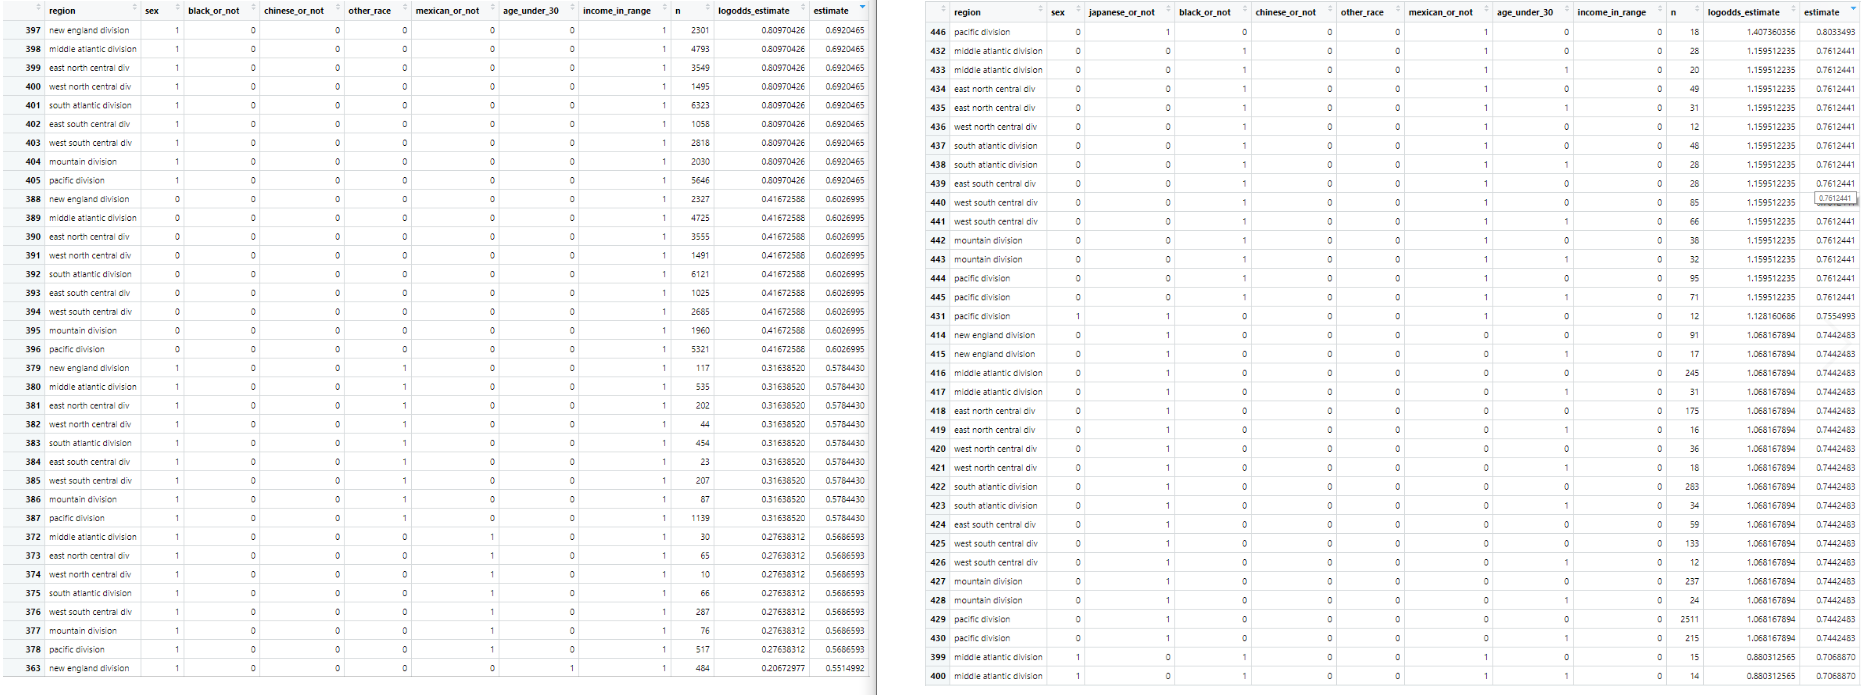 region sex black_or_not chinese_or_not other_race mexican_or_not age_under_30 income_in_range n logodds_estimate estimate
397 new england division 1 0 0 0 0 0 1 2301 0.80970426 0.6920465
398 middle atlantic division 1 0 0 0 0 0 1 4793 0.80970426 0.6920465
399 east north central div 1 0 0 0 0 0 1 3549 0.80970426 0.6920465
400 west north central div 1 0 0 0 0 0 1 1495 0.80970426 0.6920465
401 south atlantic division 1 0 0 0 0 0 1 6323 0.80970426 0.6920465
402 east south central div 1 0 0 0 0 0 1 1058 0.80970426 0.6920465
403 west south central div 1 0 0 0 0 0 1 2818 0.80970426 0.6920465
404 mountain division 1 0 0 0 0 0 1 2030 0.80970426 0.6920465
405 pacific division 1 0 0 0 0 0 1 5646 0.80970426 0.6920465
388 new england division 0 0 0 0 0 0 1 2327 0.41672588 0.6026995
389 middle atlantic division 0 0 0 0 0 0 1 4725 0.41672588 0.6026995
390 east north central div 0 0 0 0 0 0 1 3555 0.41672588 0.6026995
391 west north central div 0 0 0 0 0 0 1 1491 0.41672588 0.6026995
392 south atlantic division 0 0 0 0 0 0 1 6121 0.41672588 0.6026995
393 east south central div 0 0 0 0 0 0 1 1025 0.41672588 0.6026995
394 west south central div 0 0 0 0 0 0 1 2685 0.41672588 0.6026995
395 mountain division 0 0 0 0 0 0 1 1960 0.41672588 0.6026995
396 pacific division 0 0 0 0 0 0 1 5321 0.41672588 0.6026995
379 new england division 1 0 0 1 0 0 1 117 0.31638520 0.5784430
380 middle atlantic division 1 0 0 1 0 0 1 535 0.31638520 0.5784430
381 east north central div 1 0 0 1 0 0 1 202 0.31638520 0.5784430
382 west north central div 1 0 0 1 0 0 1 44 0.31638520 0.5784430
383 south atlantic division 1 0 0 1 0 0 1 454 0.31638520 0.5784430
384 east south central div 1 0 0 1 0 0 1 23 0.31638520 0.5784430
385 west south central div 1 0 0 1 0 0 1 207 0.31638520 0.5784430
386 mountain division 1 0 0 1 0 0 1 87 0.31638520 0.5784430
387 pacific division 1 0 0 1 0 0 1 1139 0.31638520 0.5784430
372 middle atlantic division 1 0 0 0 1 0 1 30 0.27638312 0.5686593
373 east north central div 1 0 0 0 1 0 1 65 0.27638312 0.5686593
374 west north central div 1 0 0 0 1 0 1 10 0.27638312 0.5686593
375 south atlantic division 1 0 0 0 1 0 1 66 0.27638312 0.5686593
376 west south central div 1 0 0 0 1 0 1 287 0.27638312 0.5686593
377 mountain division 1 0 0 0 1 0 1 76 0.27638312 0.5686593
378 pacific division 1 0 0 0 1 0 1 517 0.27638312 0.5686593
363 new england division 1 0 0 0 0 1 1 484 0.20672977 0.5514992
region sex japanese_or_not black_or_not chinese_or_not other_race mexican_or_not age_under_30 income_in_range n logodds_estimate estimate
446 pacific division 0 1 0 0 0 1 0 0 18 1.407360356 0.8033493
432 middle atlantic division 0 0 1 0 0 1 0 0 28 1.159512235 0.7612441
433 middle atlantic division 0 0 1 0 0 1 1 0 20 1.159512235 0.7612441
434 east north central div 0 0 1 0 0 1 0 0 49 1.159512235 0.7612441
435 east north central div 0 0 1 0 0 1 1 0 31 1.159512235 0.7612441
436 west north central div 0 0 1 0 0 1 0 0 12 1.159512235 0.7612441
437 south atlantic division 0 0 1 0 0 1 0 0 48 1.159512235 0.7612441
438 south atlantic division 0 0 1 0 0 1 1 0 28 1.159512235 0.7612441
439 east south central div 0 0 1 0 0 1 0 0 28 1.159512235 0.7612441
440 west south central div 0 0 1 0 0 1 0 0 85 1.159512235 0.7612441
441 west south central div 0 0 1 0 0 1 1 0 66 1.159512235 0.7612441
442 mountain division 0 0 1 0 0 1 0 0 38 1.159512235 0.7612441
443 mountain division 0 0 1 0 0 1 1 0 32 1.159512235 0.7612441
444 pacific division 0 0 1 0 0 1 0 0 95 1.159512235 0.7612441
445 pacific division 0 0 1 0 0 1 1 0 71 1.159512235 0.7612441
431 pacific division 1 1 0 0 0 1 0 0 12 1.128160686 0.7554993
414 new england division 0 1 0 0 0 0 0 0 91 1.068167894 0.7442483
415 new england division 0 1 0 0 0 0 1 0 17 1.068167894 0.7442483
416 middle atlantic division 0 1 0 0 0 0 0 0 245 1.068167894 0.7442483
417 middle atlantic division 0 1 0 0 0 0 1 0 31 1.068167894 0.7442483
418 east north central div 0 1 0 0 0 0 0 0 175 1.068167894 0.7442483
419 east north central div 0 1 0 0 0 0 1 0 16 1.068167894 0.7442483
420 west north central div 0 1 0 0 0 0 0 0 36 1.068167894 0.7442483
421 west north central div 0 1 0 0 0 0 1 0 18 1.068167894 0.7442483
422 south atlantic division 0 1 0 0 0 0 0 0 283 1.068167894 0.7442483
423 south atlantic division 0 1 0 0 0 0 1 0 34 1.068167894 0.7442483
424 east south central div 0 1 0 0 0 0 0 0 59 1.068167894 0.7442483
425 west south central div 0 1 0 0 0 0 0 0 133 1.068167894 0.7442483
426 west south central div 0 1 0 0 0 0 1 0 12 1.068167894 0.7442483
427 mountain division 0 1 0 0 0 0 0 0 237 1.068167894 0.7442483
428 mountain division 0 1 0 0 0 0 1 0 24 1.068167894 0.7442483
429 pacific division 0 1 0 0 0 0 0 0 2511 1.068167894 0.7442483
430 pacific division 0 1 0 0 0 0 1 0 215 1.068167894 0.7442483
399 middle atlantic division 1 0 1 0 0 1 0 0 15 0.880312565 0.7068870
400 middle atlantic division 1 0 1 0 0 1 1 0 14 0.880312565 0.7068870